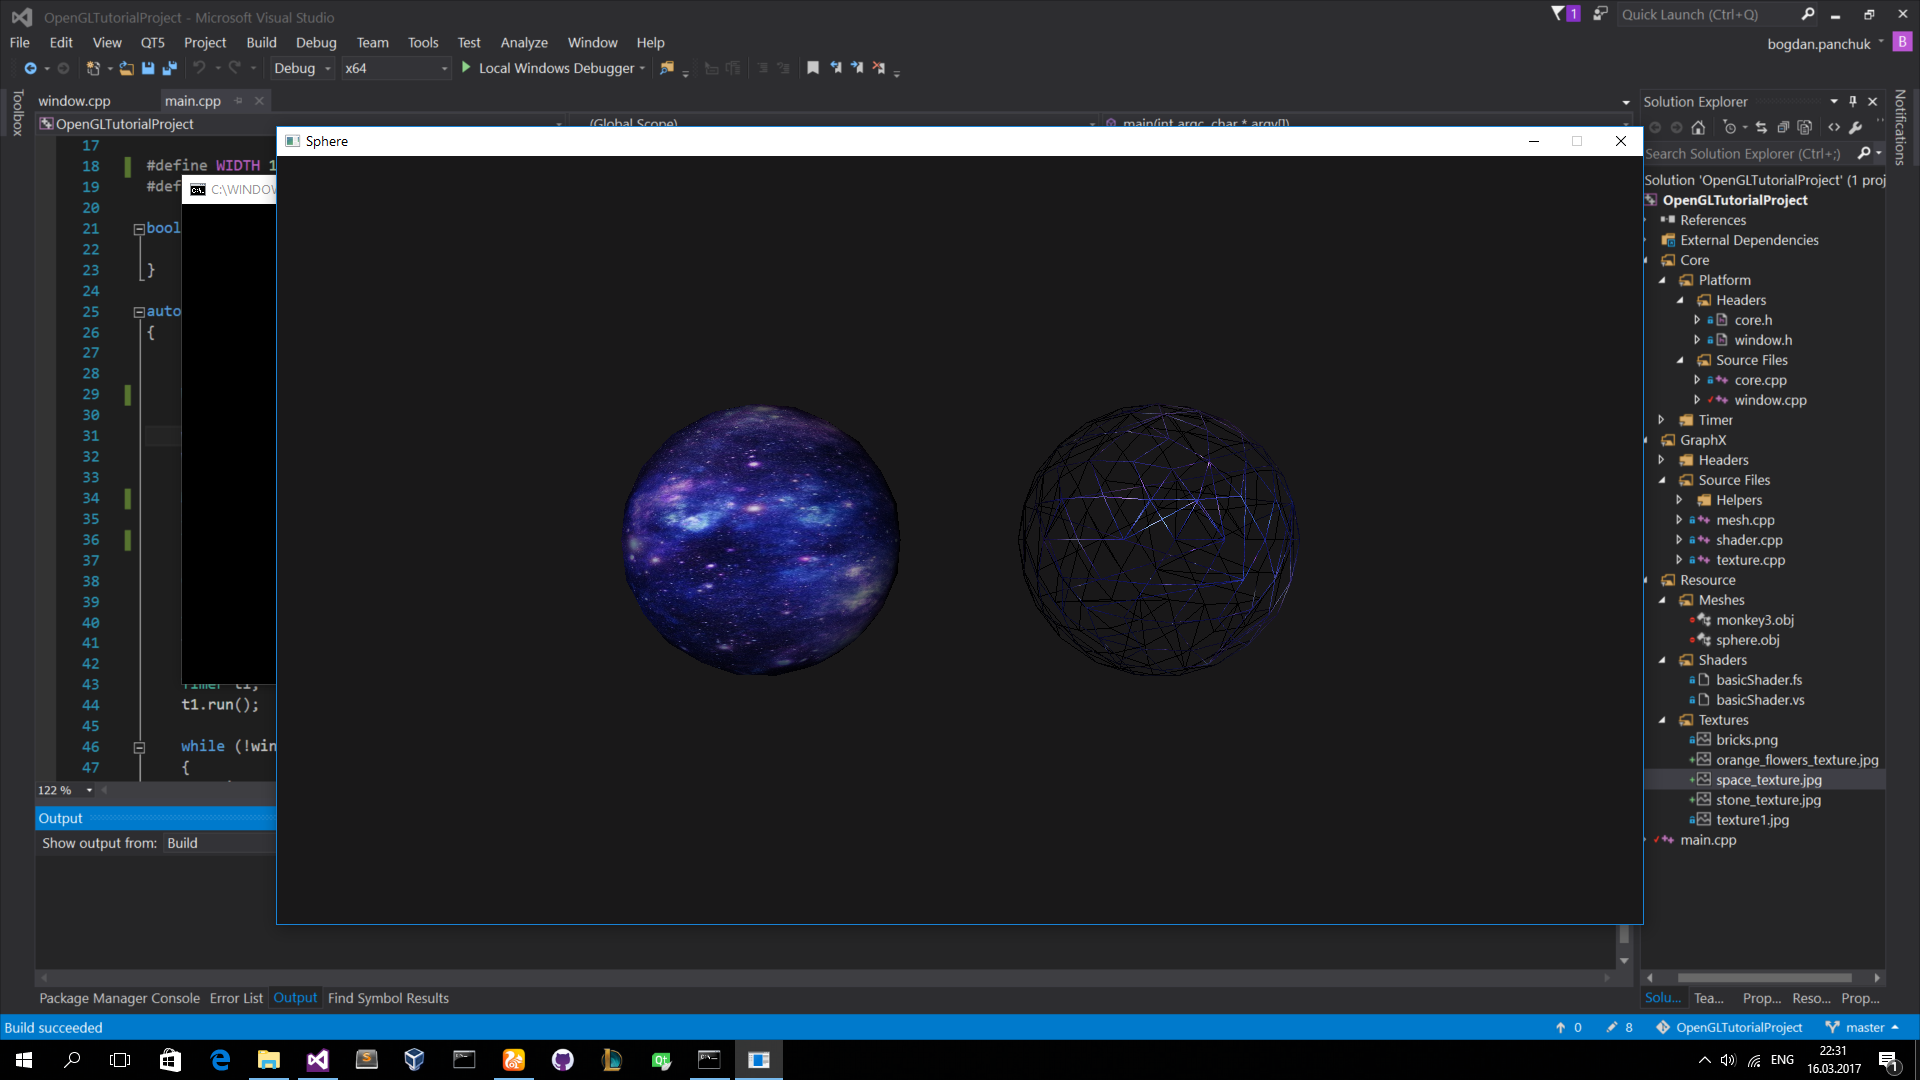 OpenGLTutorialProject - Microsoft Visual Studio
1
Quick Launch (Ctrl+Q)
File Edit View QT5 Project Build Debug Team Tools Test Analyze Window Help
bogdan.panchuk B
Debug x64 Local Windows Debugger
Toolbox
window.cpp main.cpp
OpenGLTutorialProject (Global Scope) main(int argc, char * argv[])
Sphere
C:\WINDOW
17
18 #define WIDTH 1
19 #def
20
21 bool
22
23 }
24
25 auto
26 {
27
28
29
30
31
32
33
34
35
36
37
38
39
40
41
42
43 Timer t1;
44 t1.run();
45
46 while (!win
47 {
122 %
Output
Show output from: Build
Package Manager Console Error List Output Find Symbol Results
Solution Explorer
Notifications
Search Solution Explorer (Ctrl+;)
Solution 'OpenGLTutorialProject' (1 proj
OpenGLTutorialProject
References
External Dependencies
Core
Platform
Headers
core.h
window.h
Source Files
core.cpp
window.cpp
Timer
GraphX
Headers
Source Files
Helpers
mesh.cpp
shader.cpp
texture.cpp
Resource
Meshes
monkey3.obj
sphere.obj
Shaders
basicShader.fs
basicShader.vs
Textures
bricks.png
orange_flowers_texture.jpg
space_texture.jpg
stone_texture.jpg
texture1.jpg
main.cpp
Solu... Tea... Prop... Reso... Prop...
Build succeeded
0 8 OpenGLTutorialProject master
ENG
22:31
16.03.2017
1